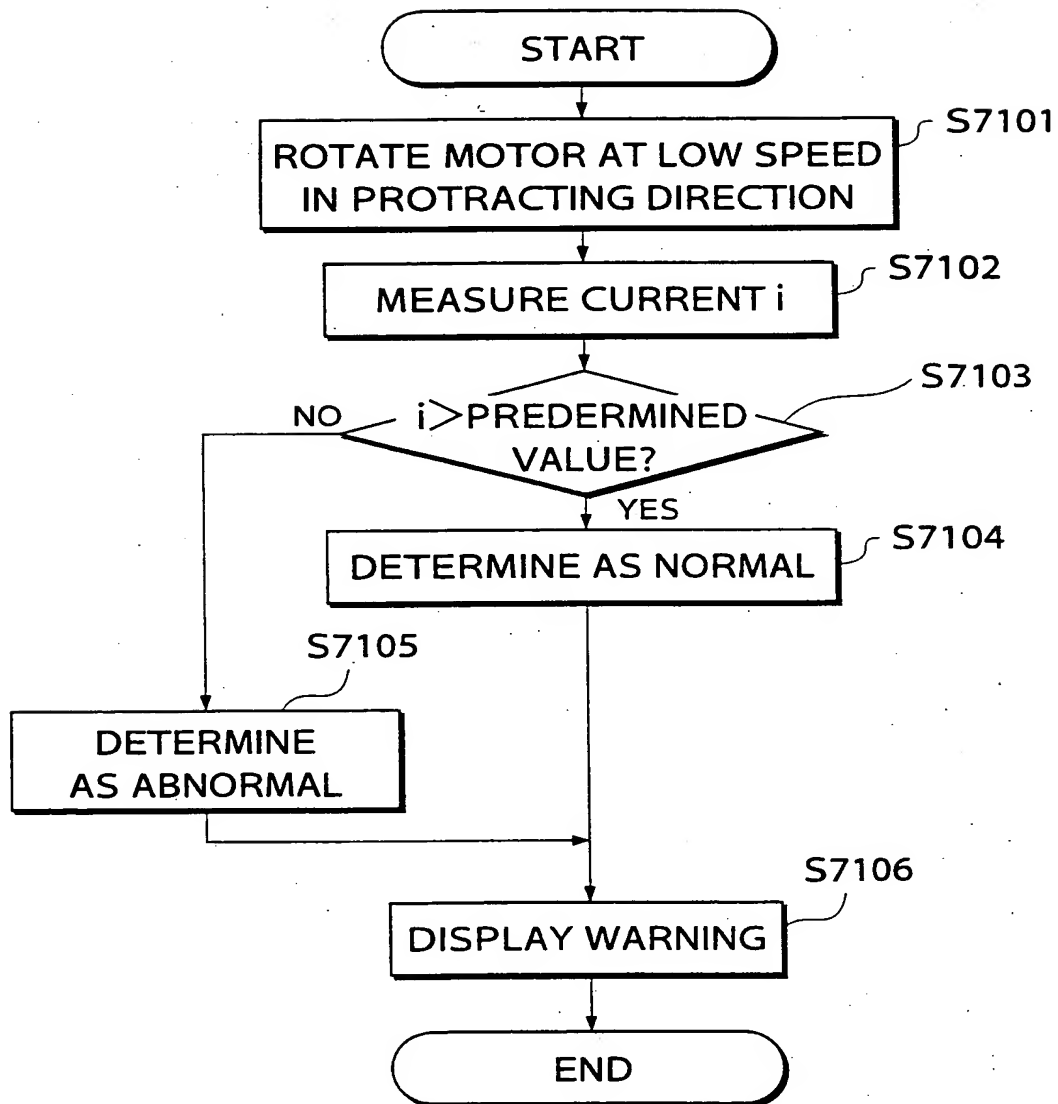 START
S7101
ROTATE MOTOR AT LOW SPEED
IN PROTRACTING DIRECTION
S7102
MEASURE CURRENT i
S7103
NO
i>PREDERMINED
VALUE?
YES
S7104
DETERMINE AS NORMAL
S7105
DETERMINE
AS ABNORMAL
S7106
DISPLAY WARNING
END